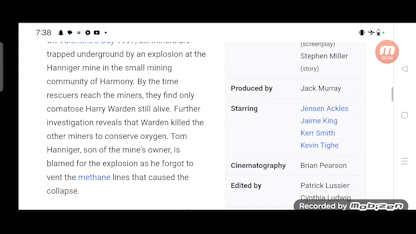 7:38
on Valentine's Day 1997, six miners are
trapped underground by an explosion at the
Hanniger mine in the small mining
community of Harmony. By the time
rescuers reach the miners, they find only
comatose Harry Warden still alive. Further
investigation reveals that Warden killed the
other miners to conserve oxygen. Tom
Hanniger, son of the mine's owner, is
blamed for the explosion as he forgot to
vent the methane lines that caused the
collapse.
(screenplay)
Stephen Miller
(story)
Produced by Jack Murray
Starring Jensen Ackles
Jaime King
Kerr Smith
Kevin Tighe
Cinematography Brian Pearson
Edited by Patrick Lussier
Cynthia Ludwig
Recorded by MOBIZEN